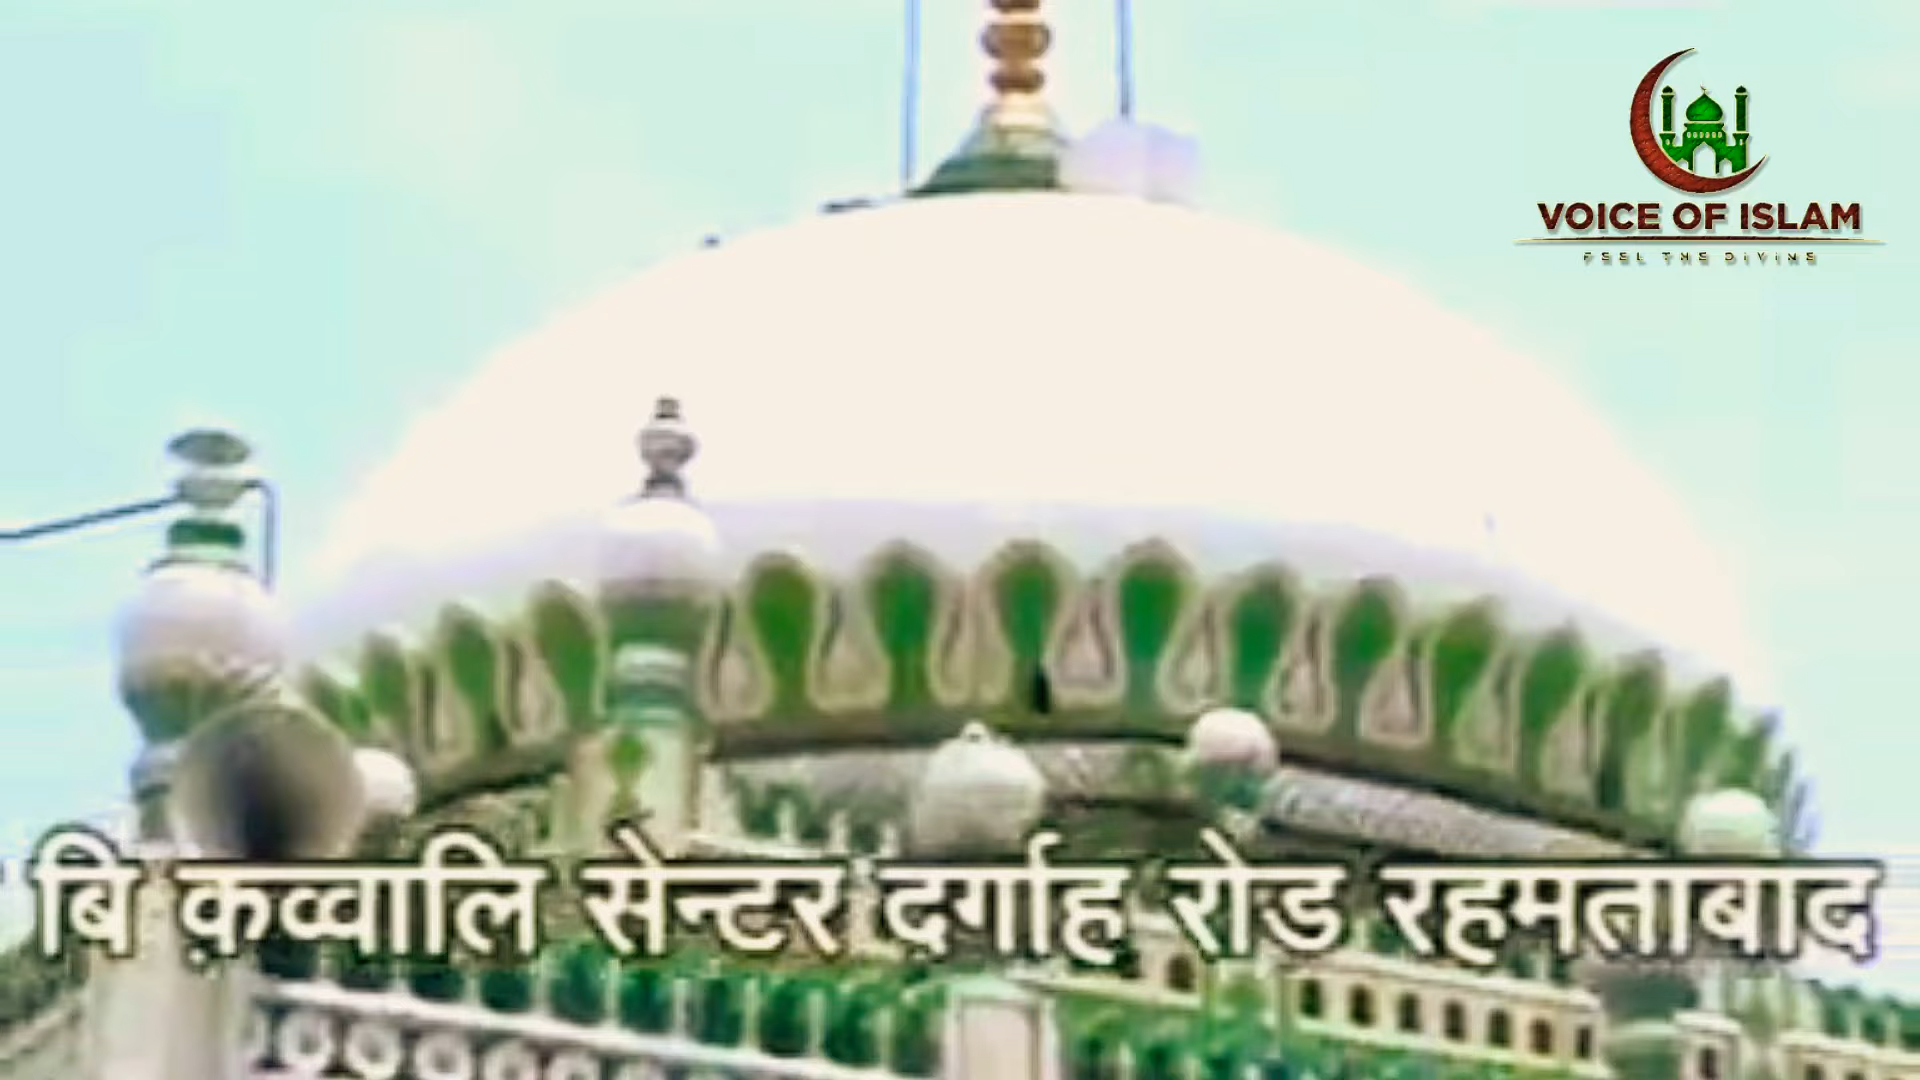 VOICE OF ISLAM
FEEL THE DIVINE
बि क़व्वालि सेन्टर दर्गाह रोड रहमताबाद